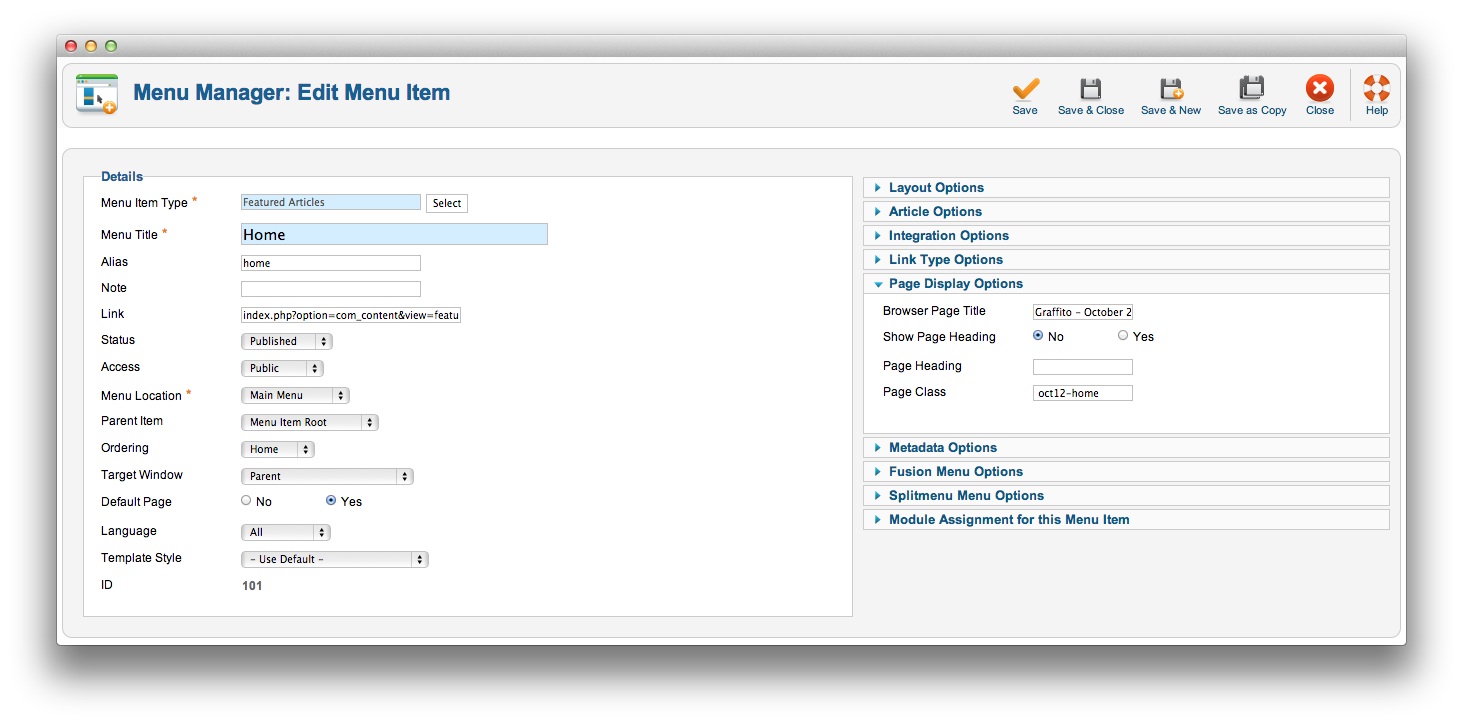 Menu Manager: Edit Menu Item
Save
Save & Close
Save & New
Save as Copy
Close
Help
Details
Menu Item Type *
Featured Articles
Select
Menu Title *
Home
Alias
home
Note
Link
index.php?option=com_content&view=featu
Status
Published
Access
Public
Menu Location *
Main Menu
Parent Item
Menu Item Root
Ordering
Home
Target Window
Parent
Default Page
No
Yes
Language
All
Template Style
- Use Default -
ID
101
Layout Options
Article Options
Integration Options
Link Type Options
Page Display Options
Browser Page Title
Graffito - October 2
Show Page Heading
No
Yes
Page Heading
Page Class
oct12-home
Metadata Options
Fusion Menu Options
Splitmenu Menu Options
Module Assignment for this Menu Item